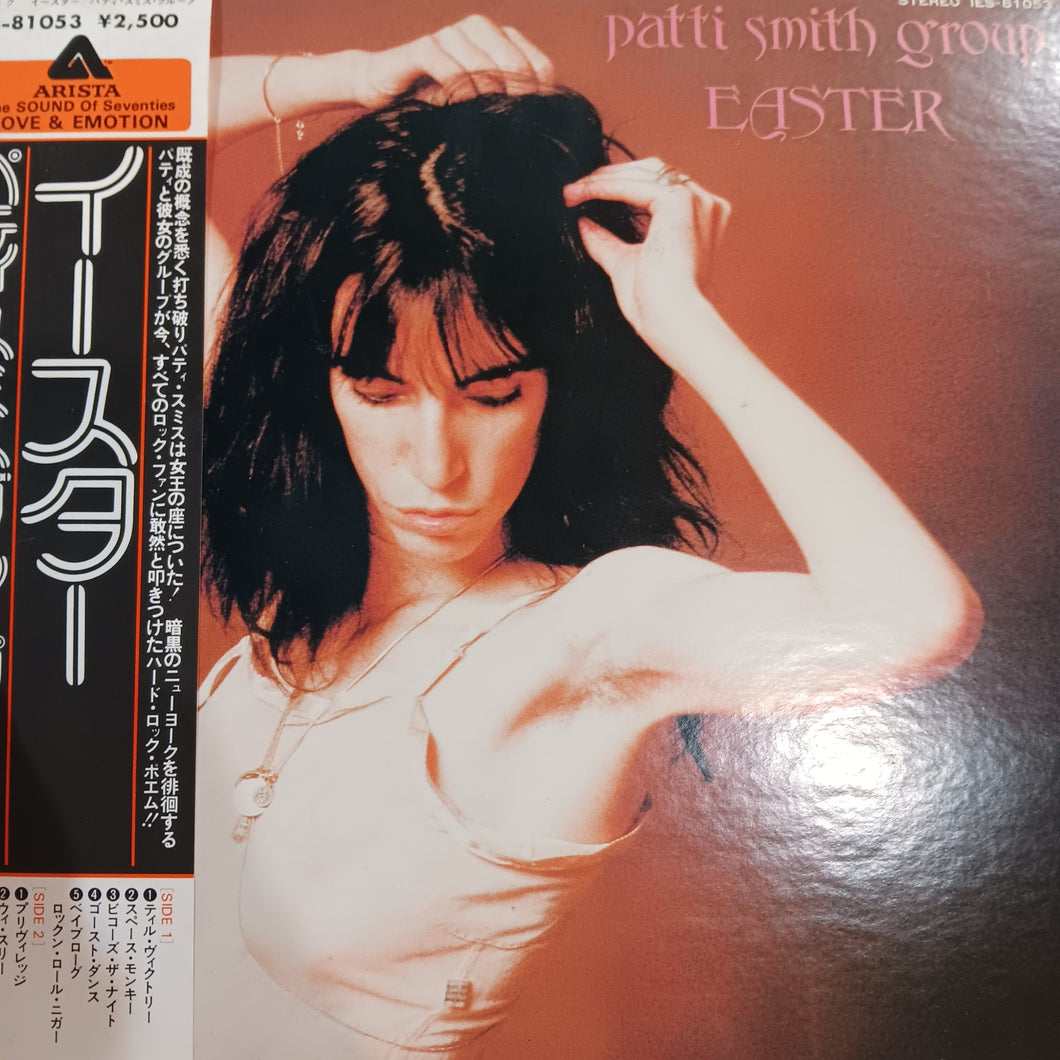 -81053 ¥2,500
ARISTA
The SOUND Of Seventies
LOVE & EMOTION
STEREO IES-81053
patti smith group
EASTER
既成の概念を悉く打ち破りパティ・スミスは女王の座についた! 暗黒のニューヨークを徘徊する
パティと彼女のグループが今、すべてのロック・ファンに敢然と叩きつけたハード・ロック・ポエム!!
イースター
[SIDE 1]
❶ティル・ヴィクトリー
❷スペース・モンキー
❸ビコーズ・ザ・ナイト
❹ゴースト・ダンス
❺ベイブローグ
ロックン・ロール・ニガー
[SIDE 2]
❶プリヴィレッジ
❷ウィ・スリー